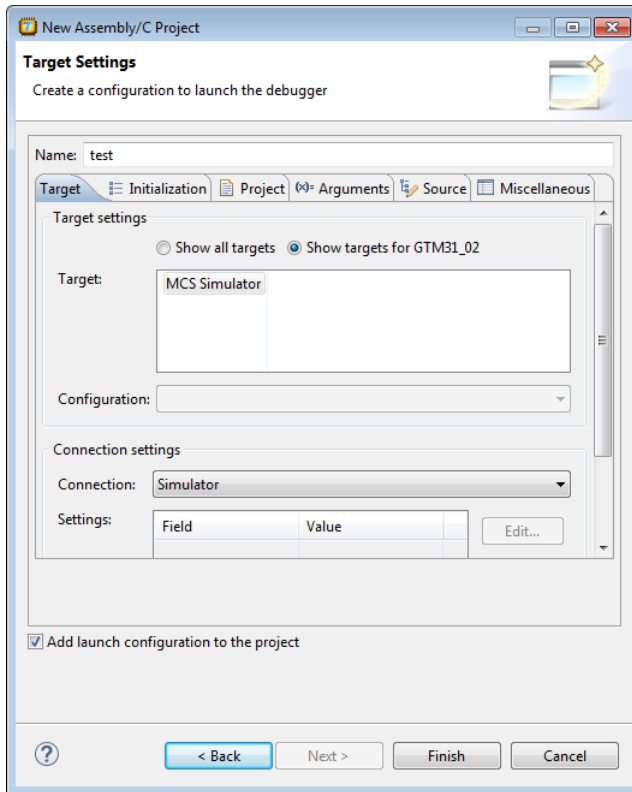 New Assembly/C Project
Target Settings
Create a configuration to launch the debugger
Name: test
Target Initialization Project (x)= Arguments Source Miscellaneous
Target settings
Show all targets Show targets for GTM31_02
Target: MCS Simulator
Configuration:
Connection settings
Connection: Simulator
Settings: Field Value Edit...
Add launch configuration to the project
? < Back Next > Finish Cancel